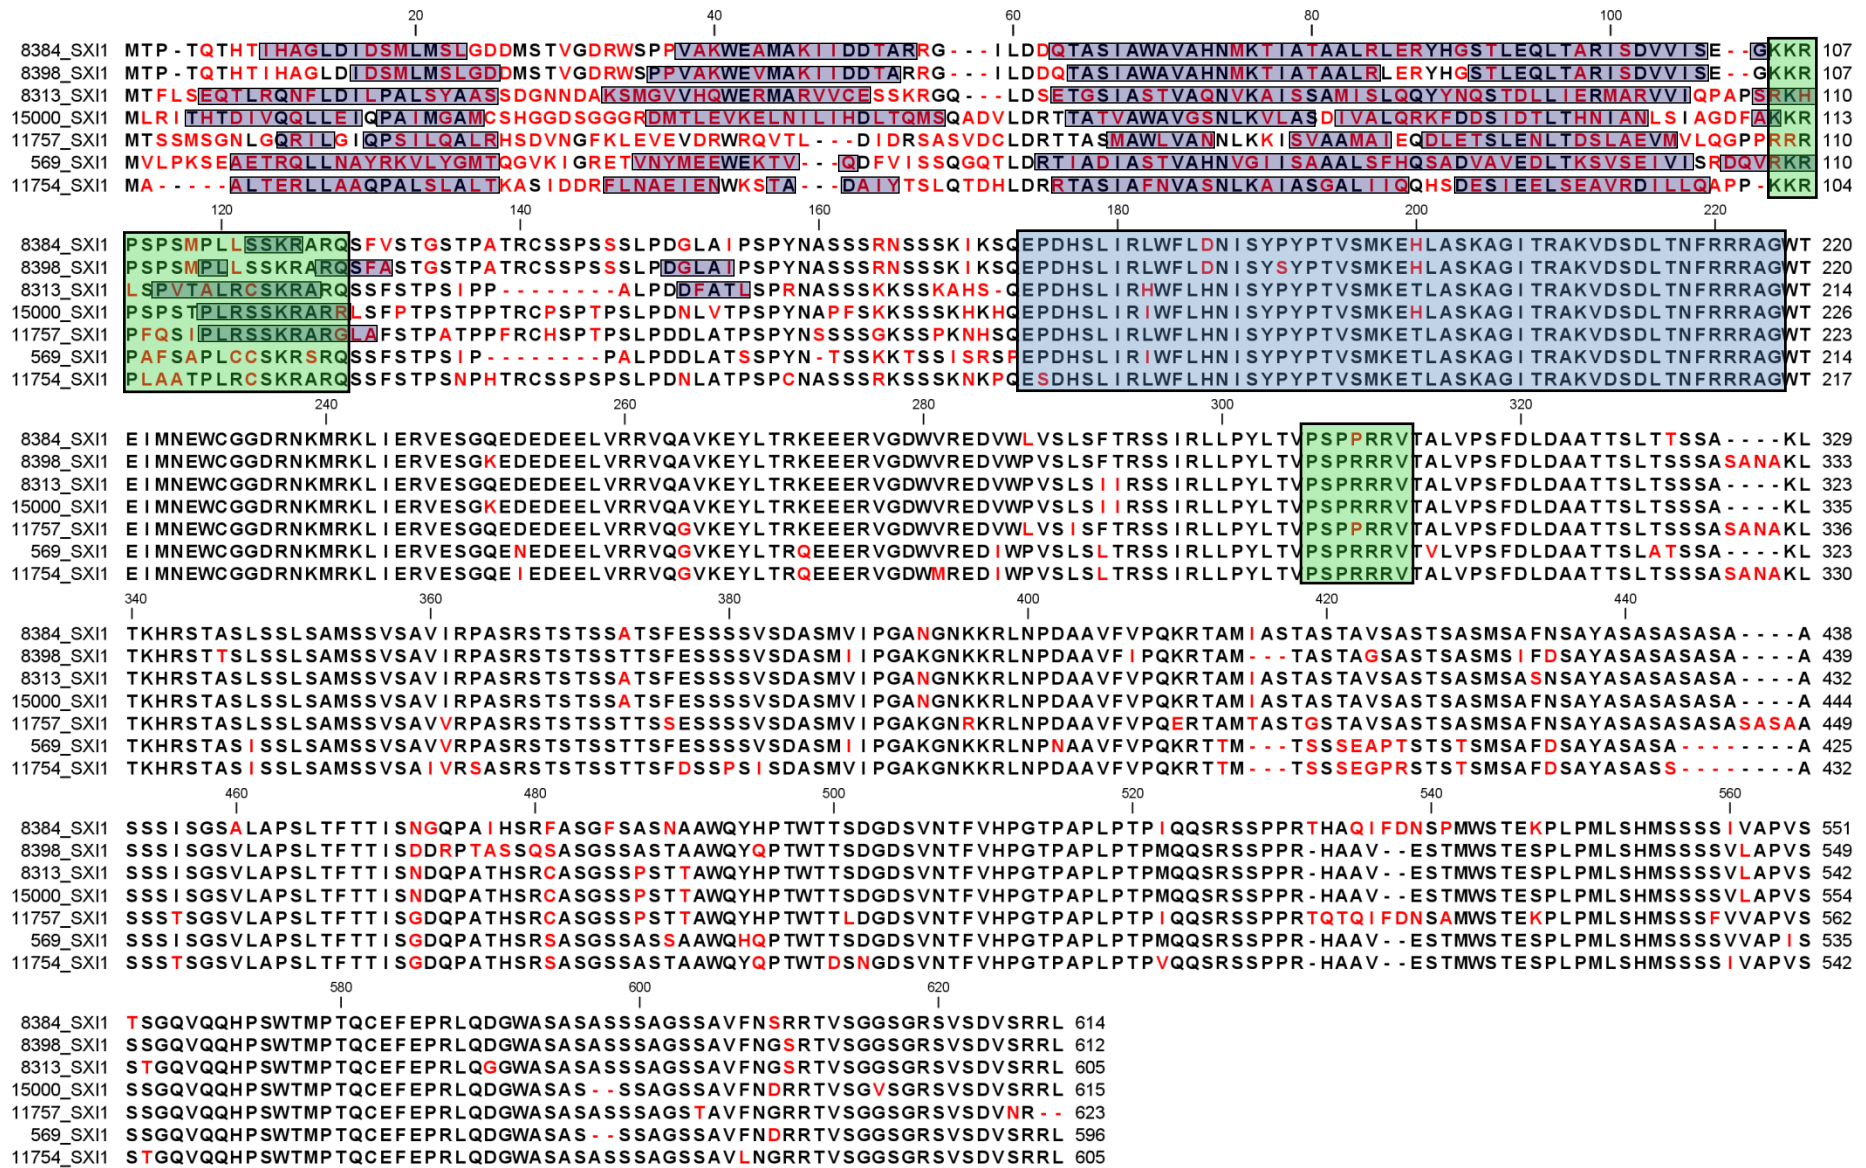 20 40 60 80 100
8384_SXI1 MTP-TQTHTIHAGLDIDSMLMSLGDDMSTVGDRWSPPVAKWEAMAKIIDDTARRG---ILDDQTASIAWAVAHNMKTIATAALRLERYHGSTLEQLTARISDVVISE--GKKR 107
8398_SXI1 MTP-TQTHTIHAGLDIDSMLMSLGDDMSTVGDRWSPPVAKWEVMAKIIDDTARRG---ILDDQTASIAWAVAHNMKTIATAALRLERYHGSTLEQLTARISDVVISE--GKKR 107
8313_SXI1 MTFLSEQTLRQNFLDILPALSYAASSDGNNDAKSMGVVHQWERMARVVCESSKRGQ--LDSETGSIASTVAQNVKAISSAMISLQQYYNQSTDLLIERMARVVIQPAPSRKH 110
15000_SXI1 MLRITHTDIVQQLLEIQPAIMGAMCSHGGDSGGGRDMTLEVKELNILIHDLTQMSQADVLDRTTATVAWAVGSNLKVLASDIVALQRKFDDSIDTLTHNIANLSIAGDFAKKR 113
11757_SXI1 MTSSMSGNLGQRILGIQPSILQALRHSDVNGFKLEVEVDRWRQVTL---DIDRSASVDCLDRTTASMAWLVANNLKKISVAAMAIEQDLETSLENLTDSLAEVMVLQGPPRRR 110
569_SXI1 MVLPKSEAETRQLLNAYRKVLYGMTQGVKIGRETVNYMEEWEKTV---QDFVISSQGQTLDRTIADIASTVAHNVGIISAALSFHQSADVAVEDLTKSVSEIVISRDQVRKR 110
11754_SXI1 MA-----ALTERLLAAQPALSLALTKASIDDRFLNAEIENWKSTA---DAIYTSLQTDHLDRRTASIAFNVASNLKAIASGALIIQQHSDESIEELSEAVRDILLQAPP-KKR 104
120 140 160 180 200 220
8384_SXI1 PSPSMPLLSSKRARQSFVSTGSTPATRCSSPSSSLPDGLAIPSPYNASSSRNSSSKIKSQEPDHSLIRLWFLDNISYPYPTVSMKEHLASKAGITRAKVDSDLTNFRRRAGWT 220
8398_SXI1 PSPSMPLLSSKRARQSFASTGSTPATRCSSPSSSLPDGLAIPSPYNASSSRNSSSKIKSQEPDHSLIRLWFLDNISYSYPTVSMKEHLASKAGITRAKVDSDLTNFRRRAGWT 220
8313_SXI1 LSPVTALRCSKRARQSSFSTPSIPP--------ALPDDFATLSPRNASSSKKSSKAHS-QEPDHSLIRHWFLHNISYPYPTVSMKETLASKAGITRAKVDSDLTNFRRRAGWT 214
15000_SXI1 PSPSTPLRSSKRARRLSFPTPSTPPTRCPSPTPSLPDNLVTPSPYNAPFSKKSSSKHKHQEPDHSLIRIWFLHNISYPYPTVSMKEHLASKAGITRAKVDSDLTNFRRRAGWT 226
11757_SXI1 PFQSIPLRSSKRARGLAFSTPATPPFRCHSPTPSLPDDLATPSPYNSSSSGKSSPKNHSQEPDHSLIRLWFLHNISYPYPTVSMKETLASKAGITRAKVDSDLTNFRRRAGWT 223
569_SXI1 PAFSAPLCCSKRSRQSSFSTPSIP--------PALPDDLATSSPYN-TSSKKTSSISRSPEPDHSLIRIWFLHNISYPYPTVSMKETLASKAGITRAKVDSDLTNFRRRAGWT 214
11754_SXI1 PLAATPLRCSKRARQSSFSTPSNPHTRCSSPSPSLPDNLATPSPCNASSSRKSSSKNKPQESDHSLIRLWFLHNISYPYPTVSMKETLASKAGITRAKVDSDLTNFRRRAGWT 217
240 260 280 300 320
8384_SXI1 EIMNEWCGGDRNKMRKLIERVESGQEDEDEELVRRVQAVKEYLTRKEEERVGDWVREDVWLVSLSFTRSSIRLLPYLTVPSPPRRVTALVPSFDLDAATTSLTTSSA----KL 329
8398_SXI1 EIMNEWCGGDRNKMRKLIERVESGKEDEDEELVRRVQAVKEYLTRKEEERVGDWVREDVWPVSLSFTRSSIRLLPYLTVPSPRRRVTALVPSFDLDAATTSLTSSSASANAKL 333
8313_SXI1 EIMNEWCGGDRNKMRKLIERVESGQEDEDEELVRRVQAVKEYLTRKEEERVGDWVREDVWPVSLSIIRSSIRLLPYLTVPSPRRRVTALVPSFDLDAATTSLTSSSA----KL 323
15000_SXI1 EIMNEWCGGDRNKMRKLIERVESGKEDEDEELVRRVQAVKEYLTRKEEERVGDWVREDVWPVSLSIIRSSIRLLPYLTVPSPRRRVTALVPSFDLDAATTSLTSSSA----KL 335
11757_SXI1 EIMNEWCGGDRNKMRKLIERVESGQEDEDEELVRRVQGVKEYLTRKEEERVGDWVREDVWLVSISFTRSSIRLLPYLTVPSPPRRVTALVPSFDLDAATTSLTSSSASANAKL 336
569_SXI1 EIMNEWCGGDRNKMRKLIERVESGQENEDEELVRRVQGVKEYLTRQEEERVGDWVREDIWPVSLSLTRSSIRLLPYLTVPSPRRRVTVLVPSFDLDAATTSLATSSA----KL 323
11754_SXI1 EIMNEWCGGDRNKMRKLIERVESGQEIEDEELVRRVQGVKEYLTRQEEERVGDWMREDIWPVSLSLTRSSIRLLPYLTVPSPRRRVTALVPSFDLDAATTSLTSSSASANAKL 330
340 360 380 400 420 440
8384_SXI1 TKHRSTASLSSLSAMSSVSAVIRPASRSTSTSSATSFESSSSVSDASMVIPGANGNKKRLNPDAAVFVPQKRTAMIASTASTAVSASTSASMSAFNSAYASASASASA----A 438
8398_SXI1 TKHRSTTSLSSLSAMSSVSAVIRPASRSTSTSSTTSFESSSSVSDASMIIPGAKGNKKRLNPDAAVFIPQKRTAM---TASTAGSASTSASMSIFDSAYASASASASA----A 439
8313_SXI1 TKHRSTASLSSLSAMSSVSAVIRPASRSTSTSSATSFESSSSVSDASMVIPGANGNKKRLNPDAAVFVPQKRTAMIASTASTAVSASTSASMSASNSAYASASASASA----A 432
15000_SXI1 TKHRSTASLSSLSAMSSVSAVIRPASRSTSTSSATSFESSSSVSDASMVIPGANGNKKRLNPDAAVFVPQKRTAMIASTASTAVSASTSASMSAFNSAYASASASASA----A 444
11757_SXI1 TKHRSTASLSSLSAMSSVSAVVRPASRSTSTSSTTSSESSSSVSDASMVIPGAKGNRKRLNPDAAVFVPQERTAMTASTGSTAVSASTSASMSAFNSAYASASASASASASAA 449
569_SXI1 TKHRSTASISSLSAMSSVSAVVRPASRSTSTSSTTSFESSSSVSDASMIIPGAKGNKKRLNPNAAVFVPQKRTTM---TSSSEAPTSTSTSMSAFDSAYASASA--------A 425
11754_SXI1 TKHRSTASISSLSAMSSVSAIVRSASRSTSTSSTTSFDSSPSISDASMVIPGAKGNKKRLNPDAAVFVPQKRTTM---TSSSEGPRSTSTSMSAFDSAYASASS---------A 432
460 480 500 520 540 560
8384_SXI1 SSSISGSALAPSLTFTTISNGQPAIHSRFASGFSASNAAWQYHPTWTTSDGDSVNTFVHPGTPAPLPTPIQQSRSSPPRTHAQIFDNSPMWSTEKPLPMLSHMSSSSIVAPVS 551
8398_SXI1 SSSISGSVLAPSLTFTTISDDRPTASSQSASGSSASTAAWQYQPTWTTSDGDSVNTFVHPGTPAPLPTPMQQSRSSPPR-HAAV--ESTMWSTESPLPMLSHMSSSSVLAPVS 549
8313_SXI1 SSSISGSVLAPSLTFTTISNDQPATHSRCASGSSPSTTAWQYHPTWTTSDGDSVNTFVHPGTPAPLPTPMQQSRSSPPR-HAAV--ESTMWSTESPLPMLSHMSSSSVLAPVS 542
15000_SXI1 SSSISGSVLAPSLTFTTISNDQPATHSRCASGSSPSTTAWQYHPTWTTSDGDSVNTFVHPGTPAPLPTPMQQSRSSPPR-HAAV--ESTMWSTESPLPMLSHMSSSSVLAPVS 554
11757_SXI1 SSSTSGSVLAPSLTFTTISGDQPATHSRCASGSSPSTTAWQYHPTWTTLDGDSVNTFVHPGTPAPLPTPIQQSRSSPPRTQTQIFDNSAMWSTEKPLPMLSHMSSSSFVVAPVS 562
569_SXI1 SSSISGSVLAPSLTFTTISGDQPATHSRSASGSSASSAAWQHQPTWTTSDGDSVNTFVHPGTPAPLPTPMQQSRSSPPR-HAAV--ESTMWSTESPLPMLSHMSSSSVVAPIS 535
11754_SXI1 SSSTSGSVLAPSLTFTTISGDQPATHSRSASGSSASTAAWQYQPTWTDSNGDSVNTFVHPGTPAPLPTPVQQSRSSPPR-HAAV--ESTMWSTESPLPMLSHMSSSSIVAPVS 542
580 600 620
8384_SXI1 TSGQVQQHPSWTMPTQCEFEPRLQDGWASASASSSAGSSAVFNSRRTVSGGSGRSVSDVSRRL 614
8398_SXI1 SSGQVQQHPSWTMPTQCEFEPRLQDGWASASASSSAGSSAVFNGSRTVSGGSGRSVSDVSRRL 612
8313_SXI1 STGQVQQHPSWTMPTQCEFEPRLQGGWASASASSSAGSSAVFNGSRTVSGGSGRSVSDVSRRL 605
15000_SXI1 SSGQVQQHPSWTMPTQCEFEPRLQDGWASAS--SSAGSSAVFNDRRTVSGVSGRSVSDVSRRL 615
11757_SXI1 SSGQVQQHPSWTMPTQCEFEPRLQDGWASASASSSAGSTAVFNGRRTVSGGSGRSVSDVNR-- 623
569_SXI1 SSGQVQQHPSWTMPTQCEFEPRLQDGWASAS--SSAGSSAVFNDRRTVSGGSGRSVSDVSRRL 596
11754_SXI1 STGQVQQHPSWTMPTQCEFEPRLQDGWASASASSSAGSSAVLNGRRTVSGGSGRSVSDVSRRL 605